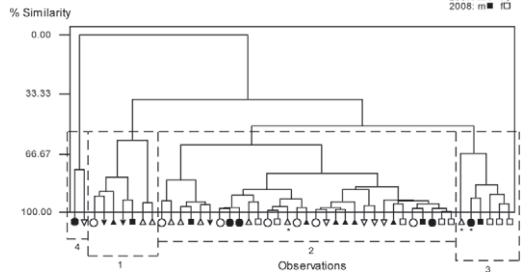 2008: m■ f□
% Similarity
0.00
33.33
66.67
100.00
* * *
4
1
2
3
Observations